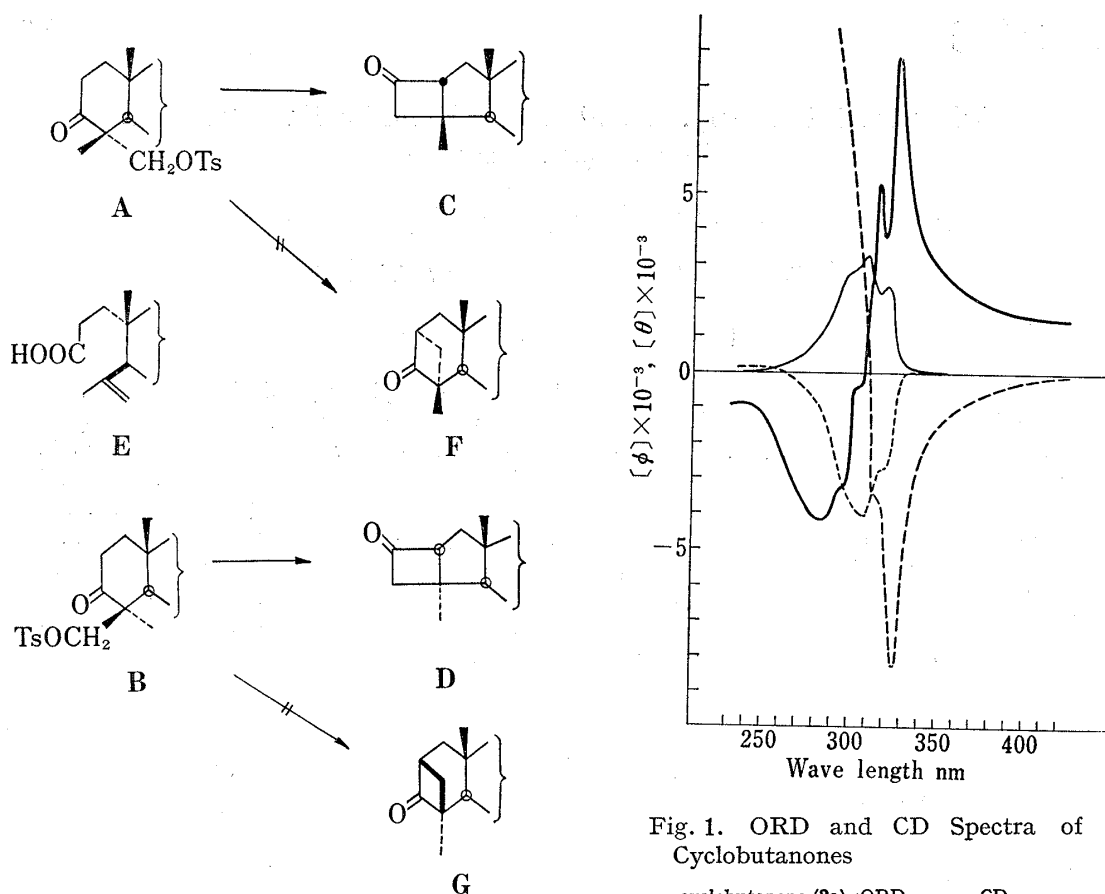 O
CH₂OTs
A
O
C
HOOC
E
O
F
O
TsOCH₂
B
O
D
O
G
[ϕ]×10⁻³, [θ]×10⁻³
5
0
−5
250
300
350
400
Wave length nm
Fig. 1. ORD and CD Spectra of
Cyclobutanones